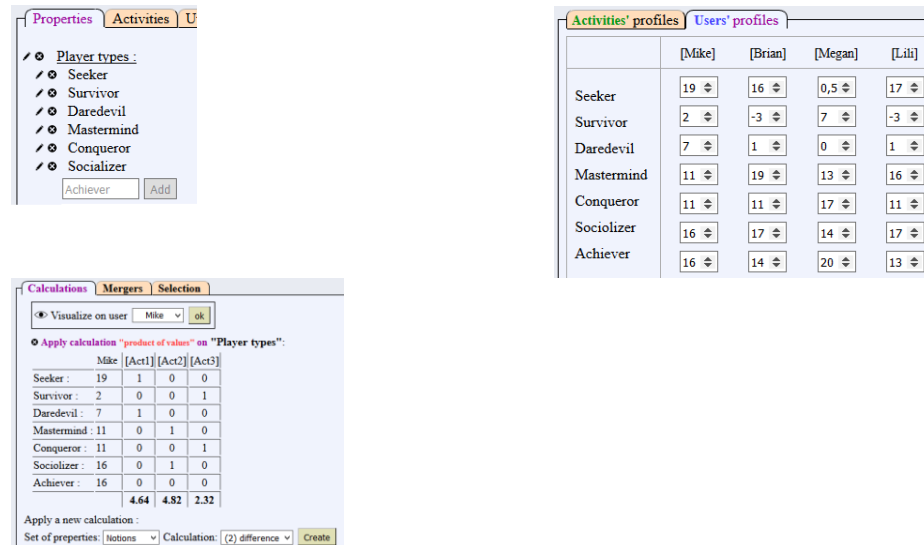 Properties Activities U
Player types :
Seeker
Survivor
Daredevil
Mastermind
Conqueror
Socializer
Achiever Add
Activities' profiles Users' profiles
[Mike] [Brian] [Megan] [Lili]
Seeker 19 16 0,5 17
Survivor 2 -3 7 -3
Daredevil 7 1 0 1
Mastermind 11 19 13 16
Conqueror 11 11 17 11
Sociolizer 16 17 14 17
Achiever 16 14 20 13
Calculations Mergers Selection
Visualize on user Mike ok
Apply calculation "product of values" on "Player types":
Mike [Act1] [Act2] [Act3]
Seeker : 19 1 0 0
Survivor : 2 0 0 1
Daredevil : 7 1 0 0
Mastermind : 11 0 1 0
Conqueror : 11 0 0 1
Sociolizer : 16 0 1 0
Achiever : 16 0 0 0
4.64 4.82 2.32
Apply a new calculation :
Set of preperties: Notions Calculation: (2) difference Create